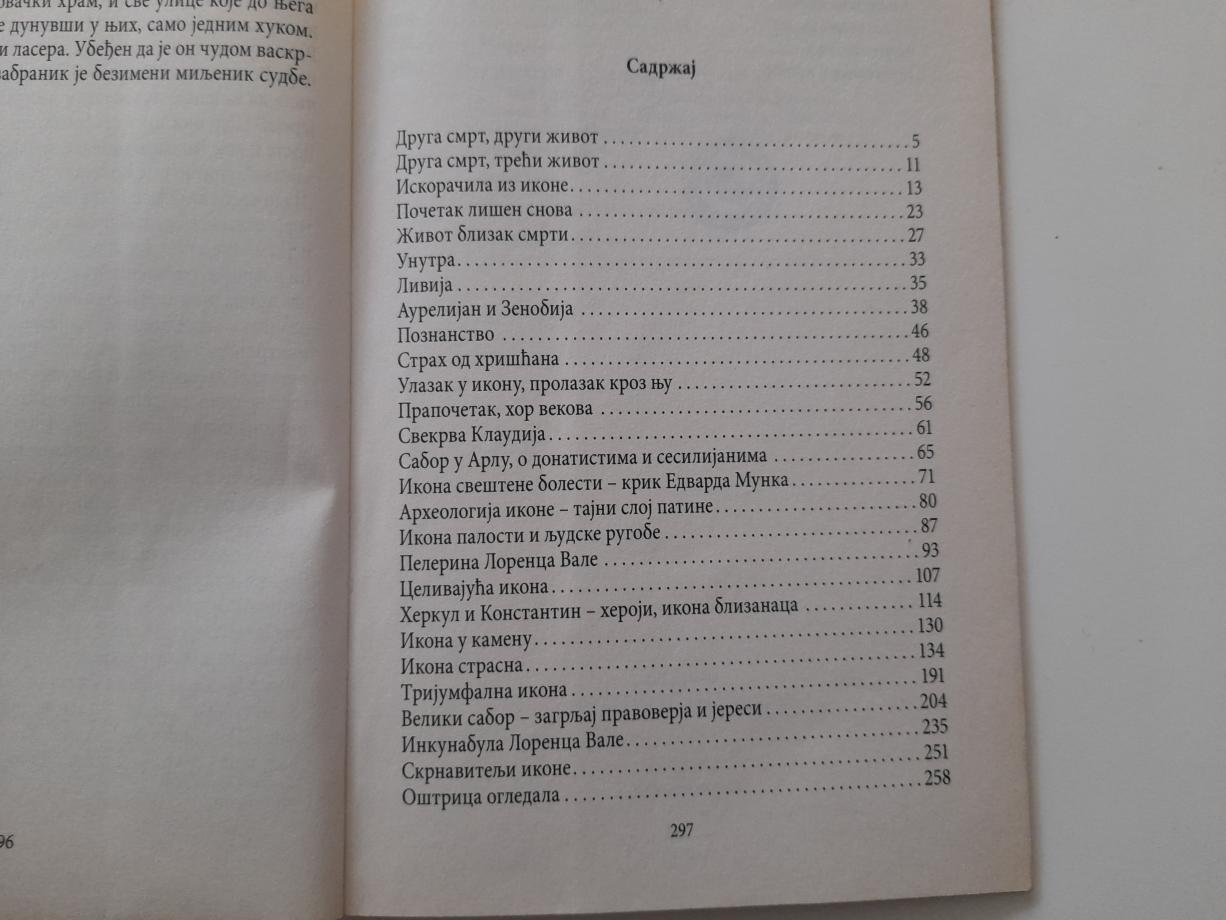 храм, и све улице које до њега
дунувши у њих, само једним хуком.
и ласера. Убеђен да је он чудом васкр-
је безимени миљеник судбе.
96
Садржај
Друга смрт, други живот . . . . . . . . . . 5
Друга смрт, трећи живот . . . . . . . . . . 11
Искорачила из иконе . . . . . . . . . . 13
Почетак лишен снова . . . . . . . . . . 23
Живот близак смрти . . . . . . . . . . 27
Унутра . . . . . . . . . . 33
Ливија . . . . . . . . . . 35
Аурелијан и Зенобија . . . . . . . . . . 38
Познанство . . . . . . . . . . 46
Страх од хришћана . . . . . . . . . . 48
Улазак у икону, пролазак кроз њу . . . . . . . . . . 52
Прапочетак, хор векова . . . . . . . . . . 56
Свекрва Клаудија . . . . . . . . . . 61
Сабор у Арлу, о донатистима и сесилијанима . . . . . . . . . . 65
Икона свештене болести – крик Едварда Мунка . . . . . . . . . . 71
Археологија иконе – тајни слој патине . . . . . . . . . . 80
Икона палости и људске ругобе . . . . . . . . . . 87
Пелерина Лоренца Вале . . . . . . . . . . 93
Целивајућа икона . . . . . . . . . . 107
Херкул и Константин – хероји, икона близанаца . . . . . . . . . . 114
Икона у камену . . . . . . . . . . 130
Икона страсна . . . . . . . . . . 134
Тријумфална икона . . . . . . . . . . 191
Велики сабор – загрљај правоверја и јереси . . . . . . . . . . 204
Инкунабула Лоренца Вале . . . . . . . . . . 235
Скрнавитељи иконе . . . . . . . . . . 251
Оштрица огледала . . . . . . . . . . 258
297